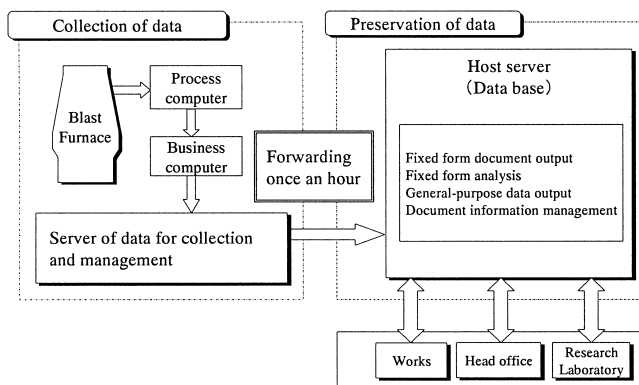 Collection of data
Preservation of data
Blast
Furnace
Process
computer
Business
computer
Server of data for collection
and management
Forwarding
once an hour
Host server
(Data base)
Fixed form document output
Fixed form analysis
General-purpose data output
Document information management
Works
Head office
Research
Laboratory